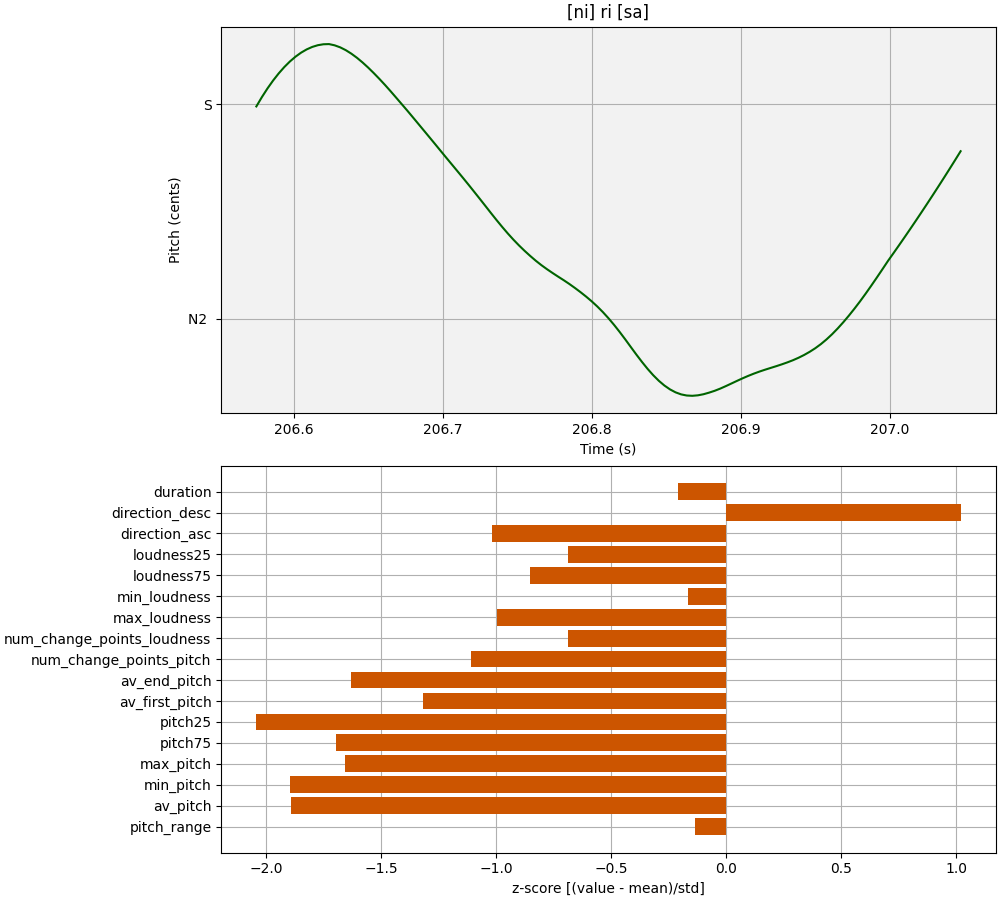 [ni] ri [sa]
S
N2
Pitch (cents)
206.6 206.7 206.8 206.9 207.0
Time (s)
duration
direction_desc
direction_asc
loudness25
loudness75
min_loudness
max_loudness
num_change_points_loudness
num_change_points_pitch
av_end_pitch
av_first_pitch
pitch25
pitch75
max_pitch
min_pitch
av_pitch
pitch_range
−2.0 −1.5 −1.0 −0.5 0.0 0.5 1.0
z-score [(value - mean)/std]